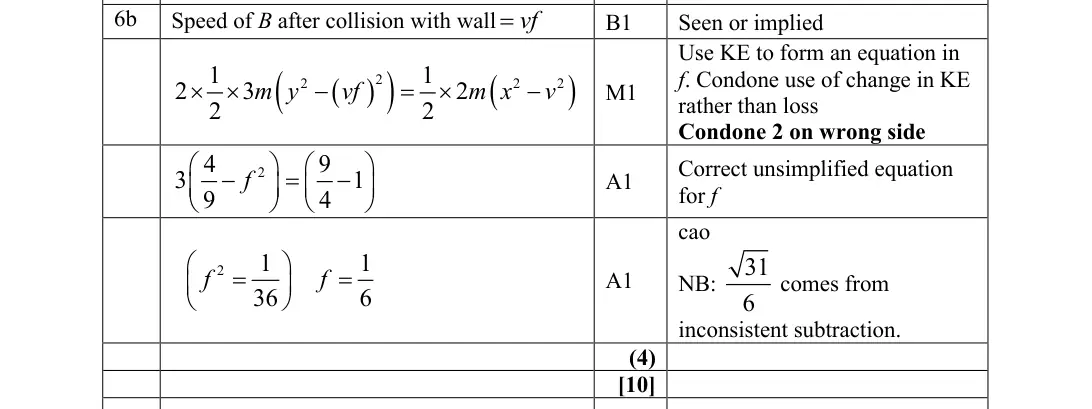 6b Speed of B after collision with wall = vf B1 Seen or implied
2 × 1/2 × 3m(y² − (vf)²) = 1/2 × 2m(x² − v²) M1 Use KE to form an equation in
f. Condone use of change in KE
rather than loss
Condone 2 on wrong side
3(4/9 − f²) = (9/4 − 1) A1 Correct unsimplified equation
for f
(f² = 1/36) f = 1/6 A1 cao
NB: √31/6 comes from
inconsistent subtraction.
(4)
[10]